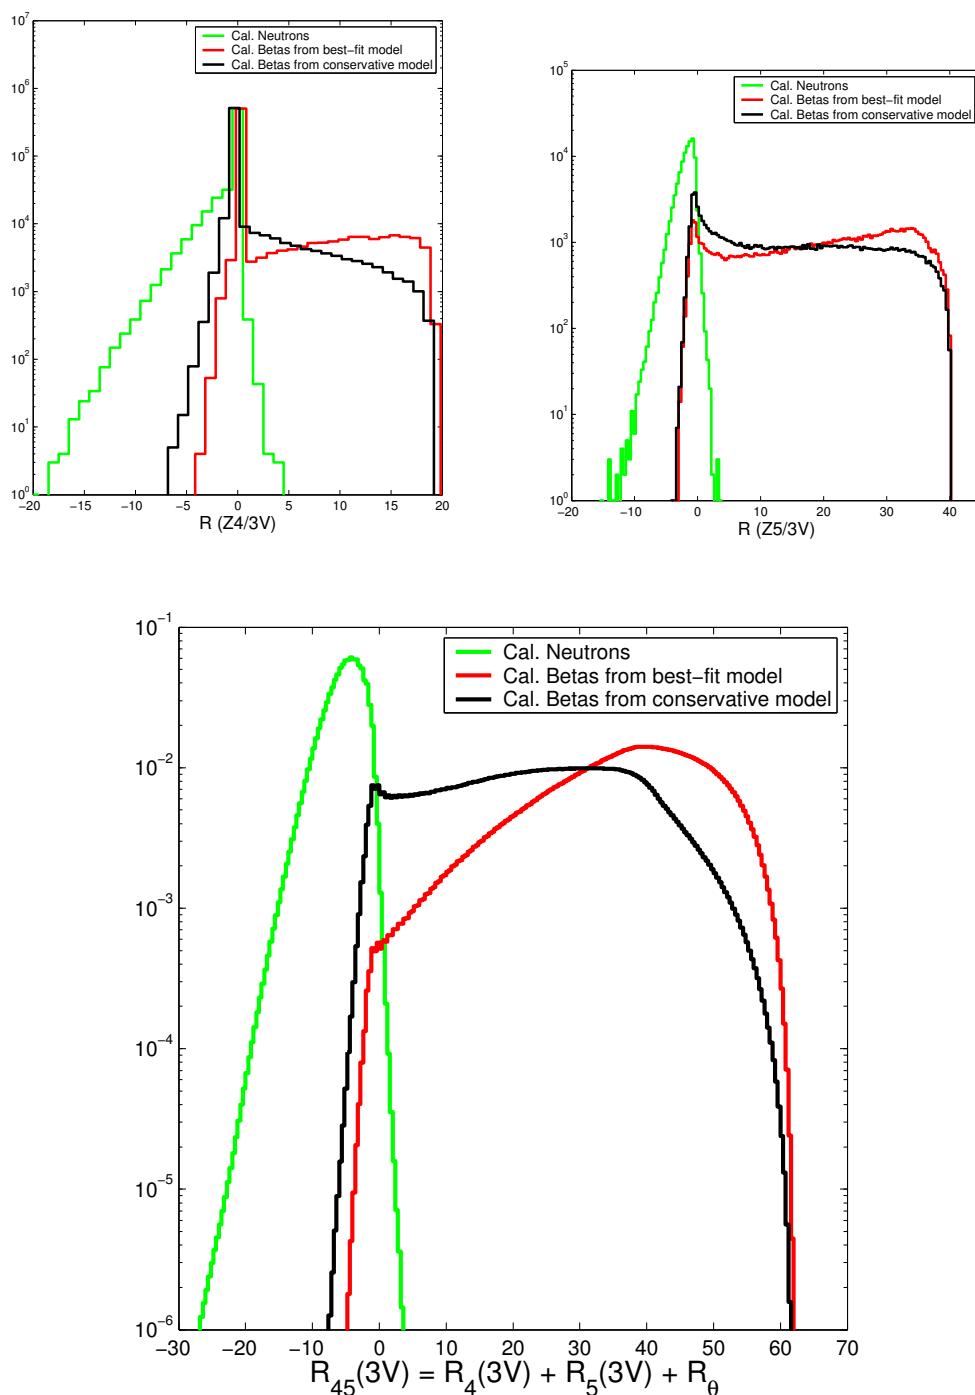 10^7
10^6
10^5
10^4
10^3
10^2
10^1
10^0
Cal. Neutrons
Cal. Betas from best−fit model
Cal. Betas from conservative model
−20 −15 −10 −5 0 5 10 15 20
R (Z4/3V)
10^5
10^4
10^3
10^2
10^1
10^0
Cal. Neutrons
Cal. Betas from best−fit model
Cal. Betas from conservative model
−20 −10 0 10 20 30 40
R (Z5/3V)
10^−1
10^−2
10^−3
10^−4
10^−5
10^−6
Cal. Neutrons
Cal. Betas from best−fit model
Cal. Betas from conservative model
−30 −20 −10 0 10 20 30 40 50 60 70
R_45(3V) = R_4(3V) + R_5(3V) + R_θ